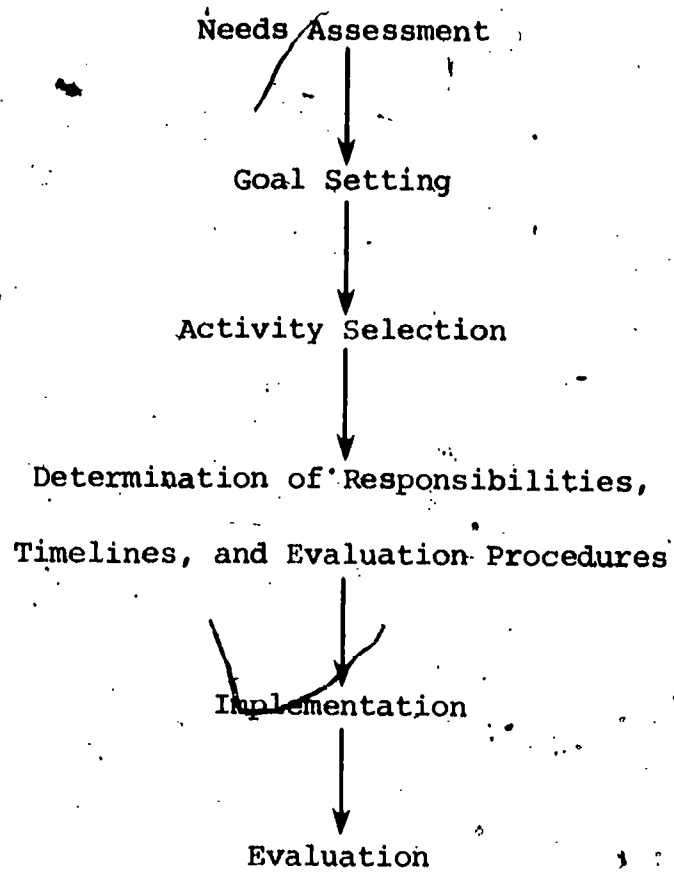 Needs Assessment
Goal Setting
Activity Selection
Determination of Responsibilities,
Timelines, and Evaluation Procedures
Implementation
Evaluation